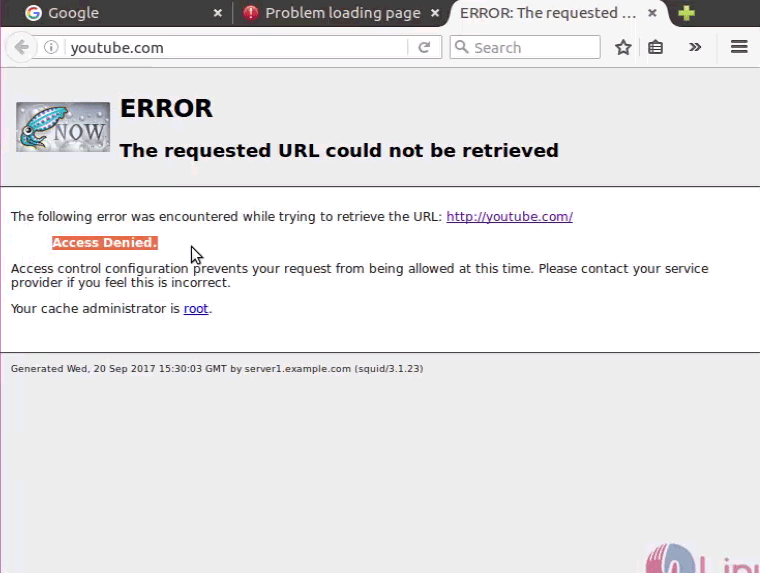 Google
Problem loading page
ERROR: The requested ...
youtube.com
Search
NOW
ERROR
The requested URL could not be retrieved
The following error was encountered while trying to retrieve the URL: http://youtube.com/
Access Denied.
Access control configuration prevents your request from being allowed at this time. Please contact your service
provider if you feel this is incorrect.
Your cache administrator is root.
Generated Wed, 20 Sep 2017 15:30:03 GMT by server1.example.com (squid/3.1.23)